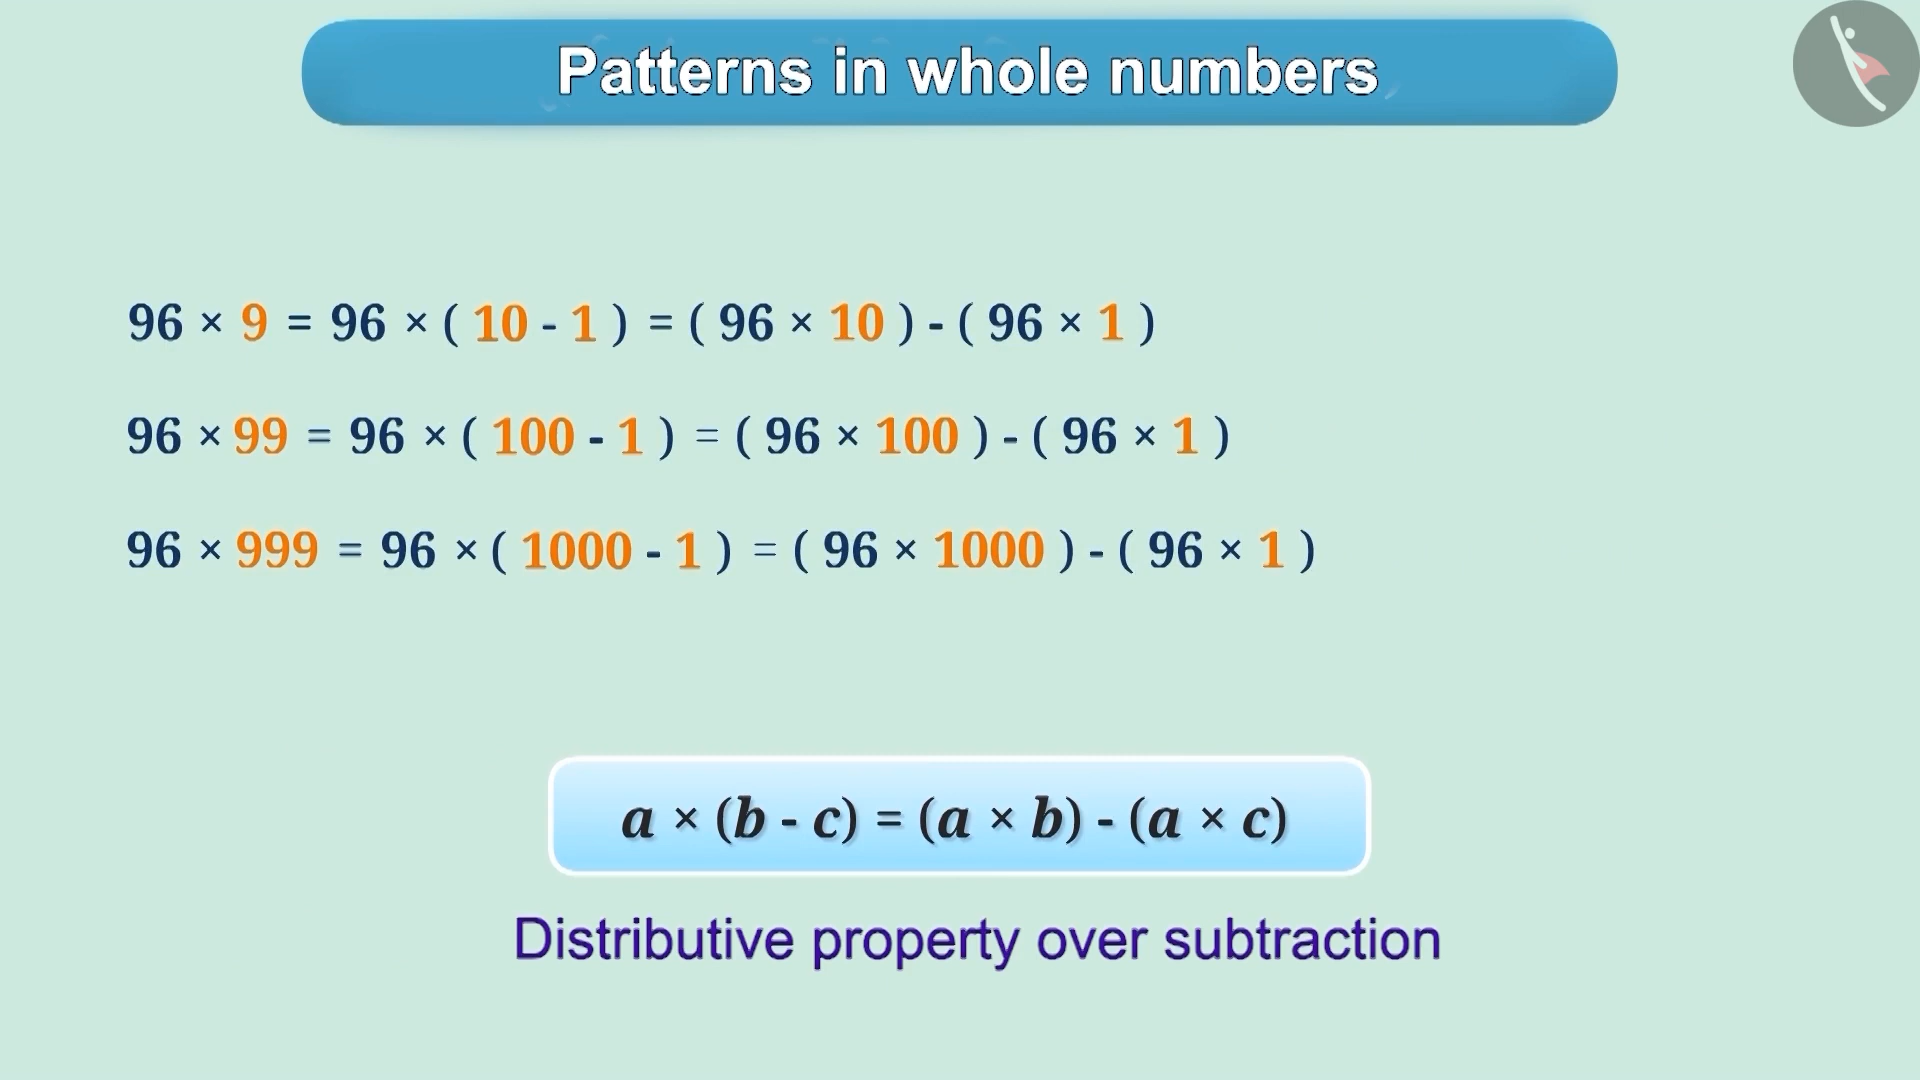 Patterns in whole numbers
96 × 9 = 96 × ( 10 - 1 ) = ( 96 × 10 ) - ( 96 × 1 )
96 × 99 = 96 × ( 100 - 1 ) = ( 96 × 100 ) - ( 96 × 1 )
96 × 999 = 96 × ( 1000 - 1 ) = ( 96 × 1000 ) - ( 96 × 1 )
a × (b - c) = (a × b) - (a × c)
Distributive property over subtraction